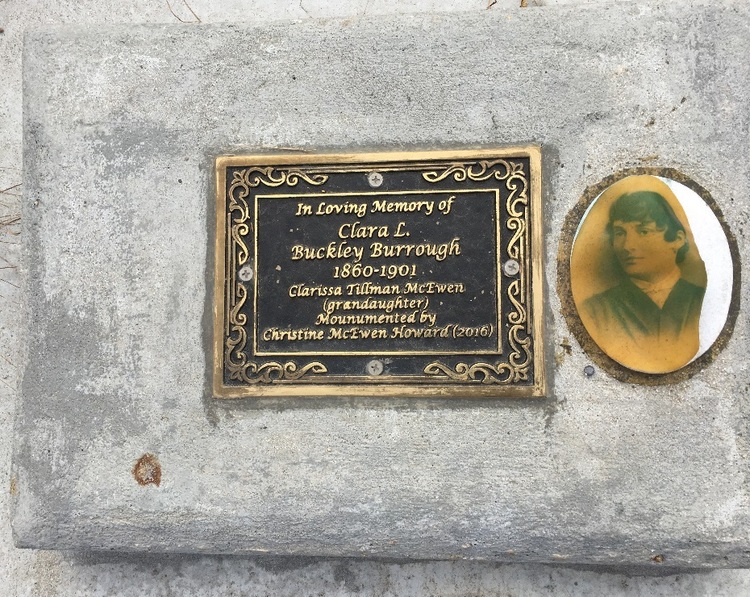 In Loving Memory of
Clara L.
Buckley Burrough
1860-1901
Clarissa Tillman McEwen
(grandaughter)
Mounumented by
Christine McEwen Howard (2016)